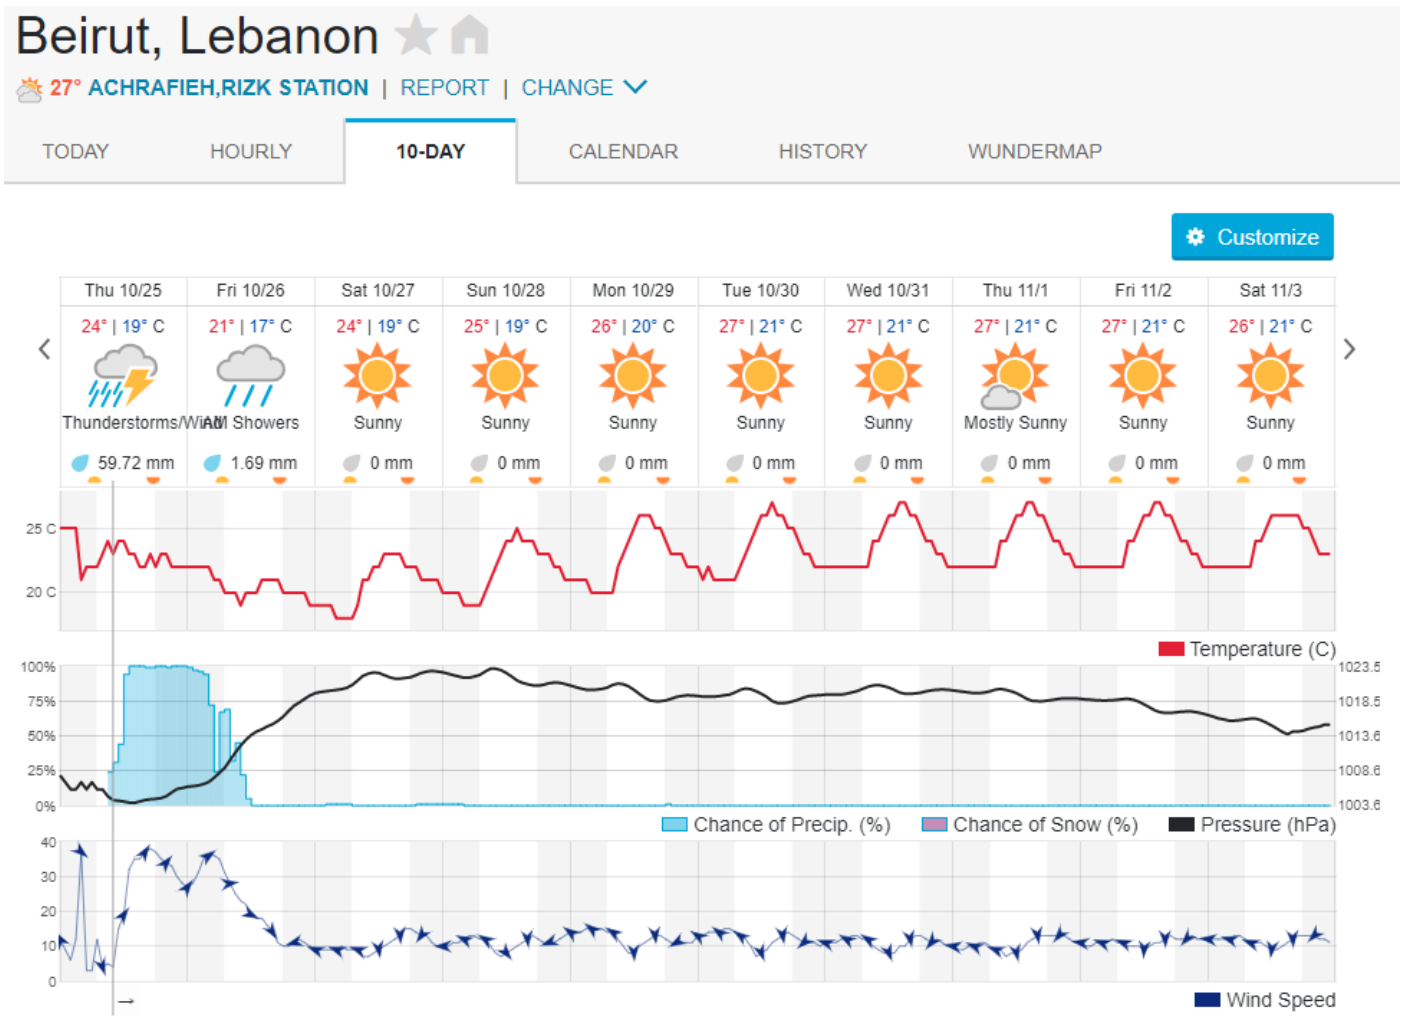 Beirut, Lebanon
27° ACHRAFIEH,RIZK STATION | REPORT | CHANGE
TODAY HOURLY 10-DAY CALENDAR HISTORY WUNDERMAP
Customize
Thu 10/25 Fri 10/26 Sat 10/27 Sun 10/28 Mon 10/29 Tue 10/30 Wed 10/31 Thu 11/1 Fri 11/2 Sat 11/3
24° | 19° C 21° | 17° C 24° | 19° C 25° | 19° C 26° | 20° C 27° | 21° C 27° | 21° C 27° | 21° C 27° | 21° C 26° | 21° C
Thunderstorms/Wind AM Showers Sunny Sunny Sunny Sunny Sunny Mostly Sunny Sunny Sunny
59.72 mm 1.69 mm 0 mm 0 mm 0 mm 0 mm 0 mm 0 mm 0 mm 0 mm
25 C
20 C
Temperature (C)
100% 1023.5
75% 1018.5
50% 1013.6
25% 1008.6
0% 1003.6
Chance of Precip. (%) Chance of Snow (%) Pressure (hPa)
40
30
20
10
0
Wind Speed